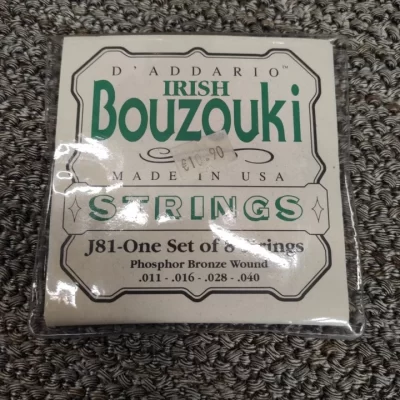 D'ADDARIO™
IRISH
Bouzouki
MADE IN USA
STRINGS
J81-One Set of 8 Strings
Phosphor Bronze Wound
.011 - .016 - .028 - .040